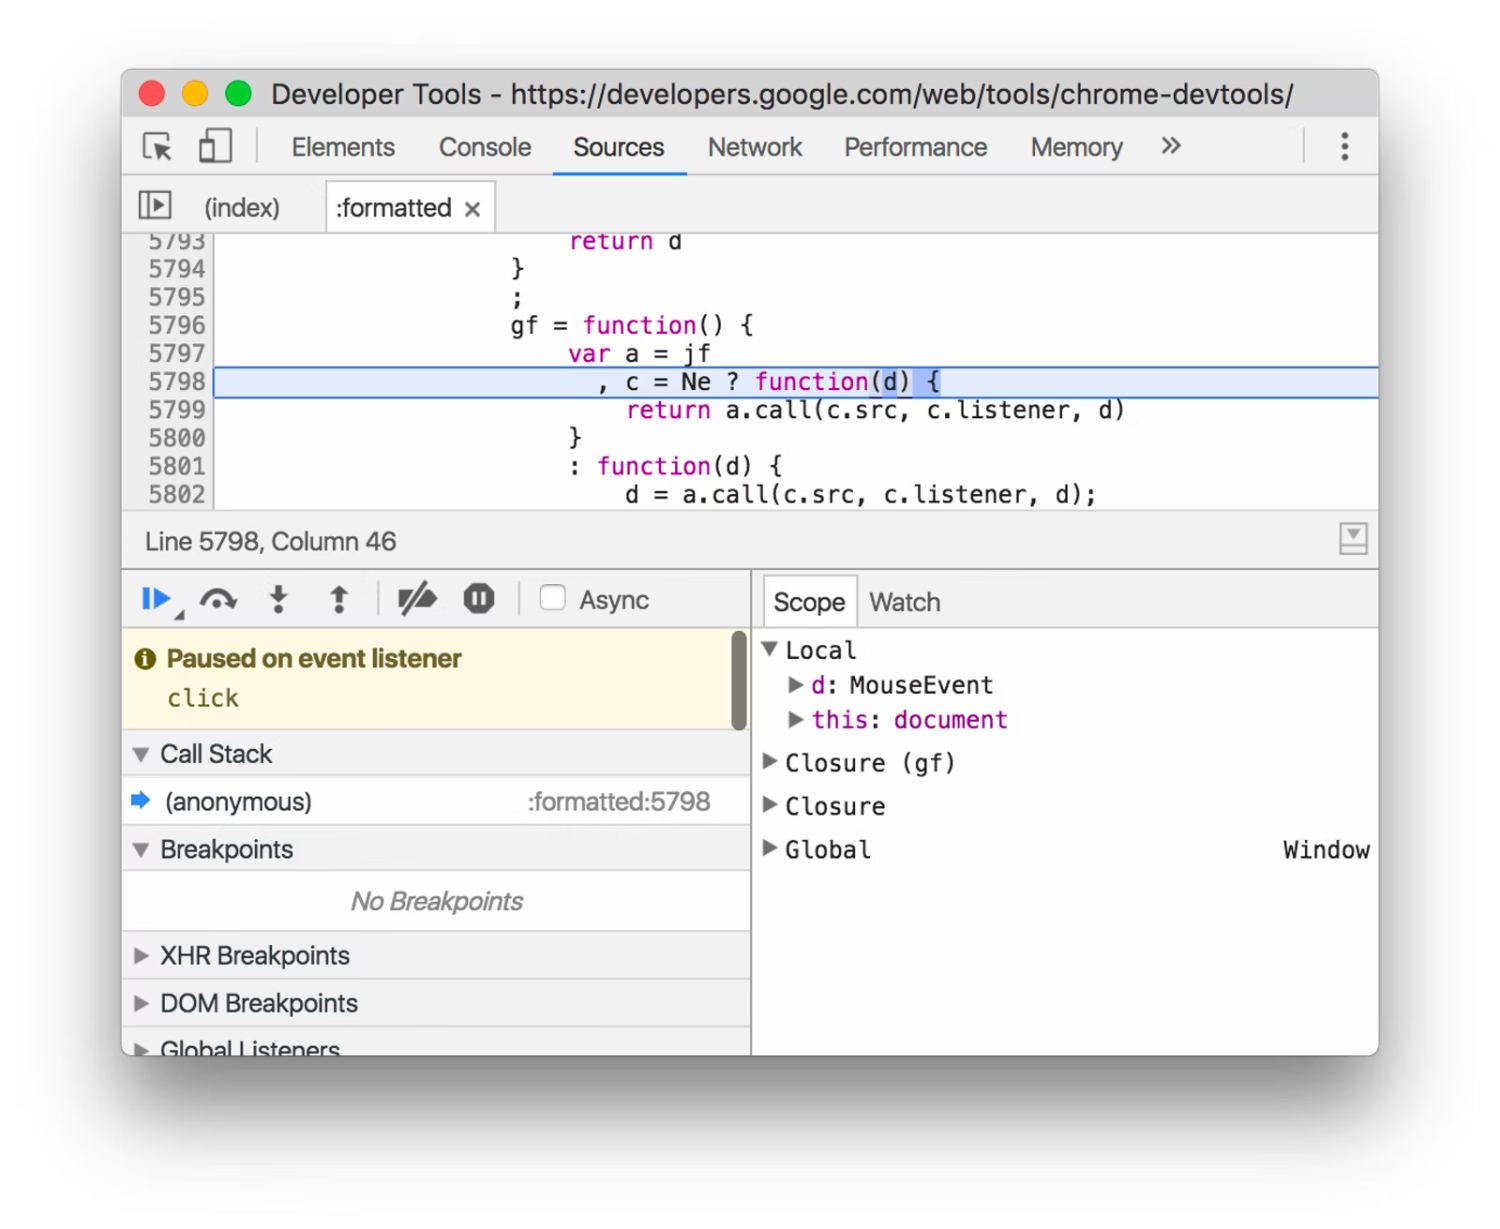 Developer Tools - https://developers.google.com/web/tools/chrome-devtools/
Elements Console Sources Network Performance Memory »
(index) :formatted ×
5793 return d
5794 }
5795 ;
5796 gf = function() {
5797 var a = jf
5798 , c = Ne ? function(d) {
5799 return a.call(c.src, c.listener, d)
5800 }
5801 : function(d) {
5802 d = a.call(c.src, c.listener, d);
Line 5798, Column 46
Async
Paused on event listener
click
Call Stack
(anonymous) :formatted:5798
Breakpoints
No Breakpoints
XHR Breakpoints
DOM Breakpoints
Global Listeners
Scope Watch
Local
d: MouseEvent
this: document
Closure (gf)
Closure
Global Window